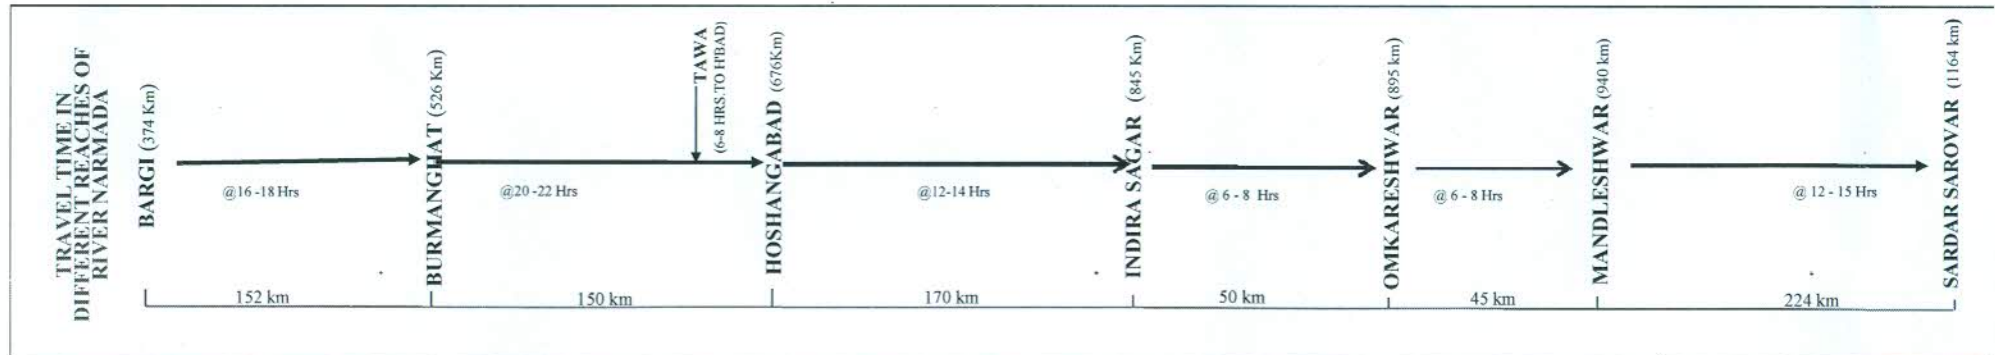 TRAVEL TIME IN
DIFFERENT REACHES OF
RIVER NARMADA
BARGI (374 Km)
@16 -18 Hrs
BURMANGHAT (526 Km)
@20 -22 Hrs
TAWA
(6-8 HRS.TO H'BAD)
HOSHANGABAD (676Km)
@12-14 Hrs
INDIRA SAGAR (845 Km)
@ 6 - 8 Hrs
OMKARESHWAR (895 km)
@ 6 - 8 Hrs
MANDLESHWAR (940 km)
@ 12 - 15 Hrs
SARDAR SAROVAR (1164 km)
152 km
150 km
170 km
50 km
45 km
224 km